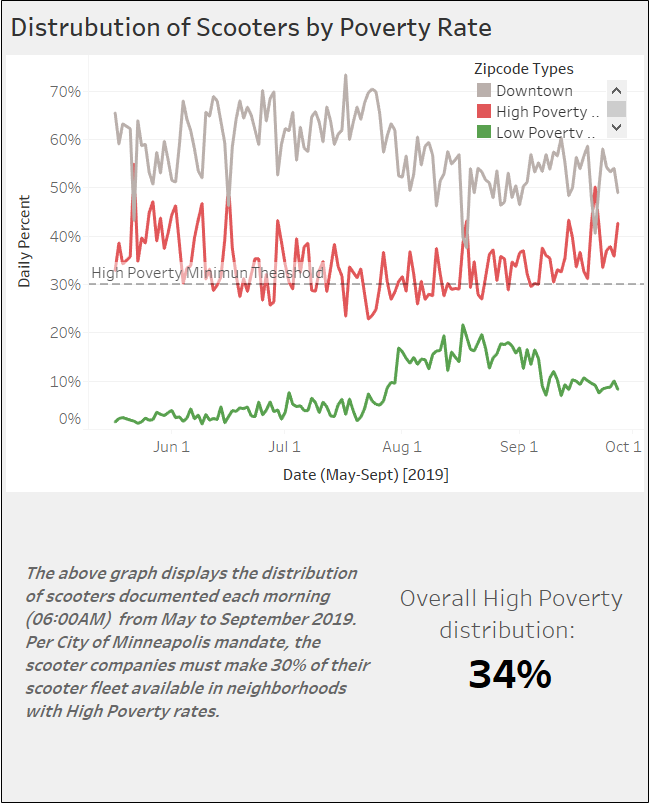 Distrubution of Scooters by Poverty Rate
Zipcode Types
Downtown
High Poverty ..
Low Poverty ..
70%
60%
50%
40%
30%
20%
10%
0%
Daily Percent
High Poverty Minimun Theashold
Jun 1
Jul 1
Aug 1
Sep 1
Oct 1
Date (May-Sept) [2019]
The above graph displays the distribution
of scooters documented each morning
(06:00AM) from May to September 2019.
Per City of Minneapolis mandate, the
scooter companies must make 30% of their
scooter fleet available in neighborhoods
with High Poverty rates.
Overall High Poverty
distribution:
34%